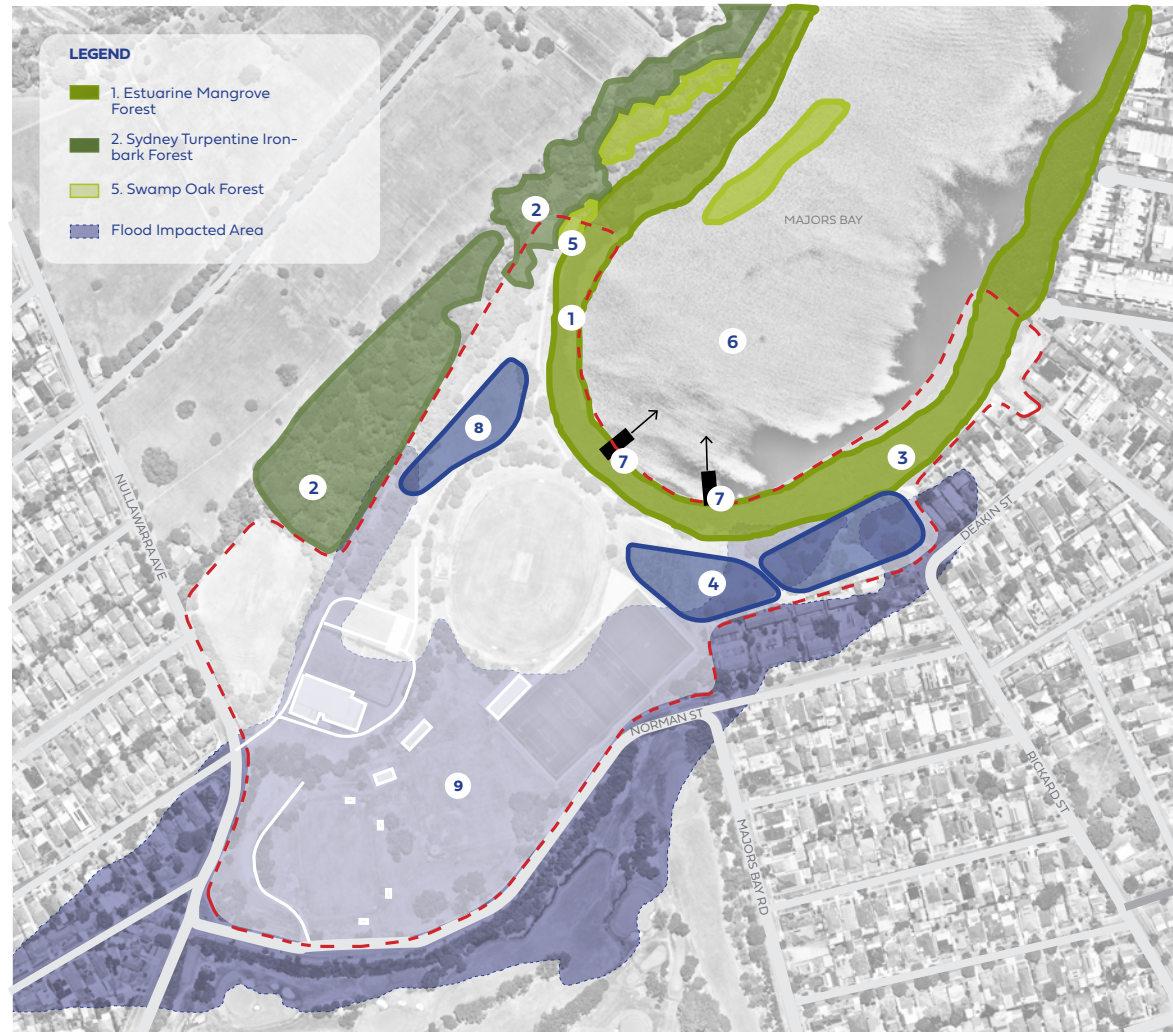 LEGEND
1. Estuarine Mangrove
Forest
2. Sydney Turpentine Iron-
bark Forest
5. Swamp Oak Forest
Flood Impacted Area
2
5
MAJORS BAY
1
6
8
7
3
7
2
NULLAWARRA AVE
DEAKIN ST
4
NORMAN ST
9
RICKARD ST
MAJORS BAY RD